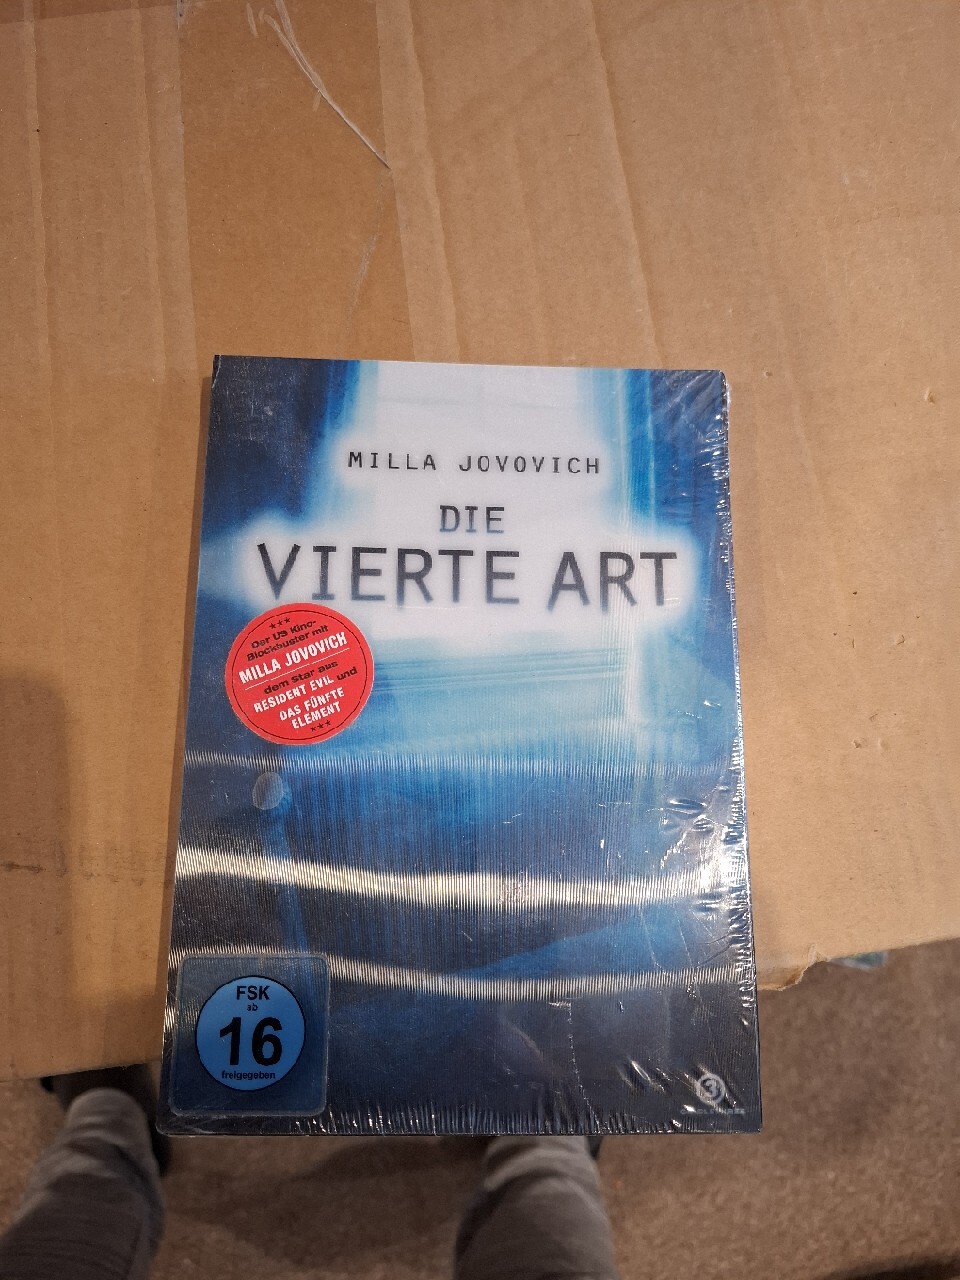 MILLA JOVOVICH
DIE
VIERTE ART
Der US Kino-
Blockbuster mit
MILLA JOVOVICH
dem Star aus
RESIDENT EVIL und
DAS FÜNFTE
ELEMENT
FSK
ab
16
freigegeben
3